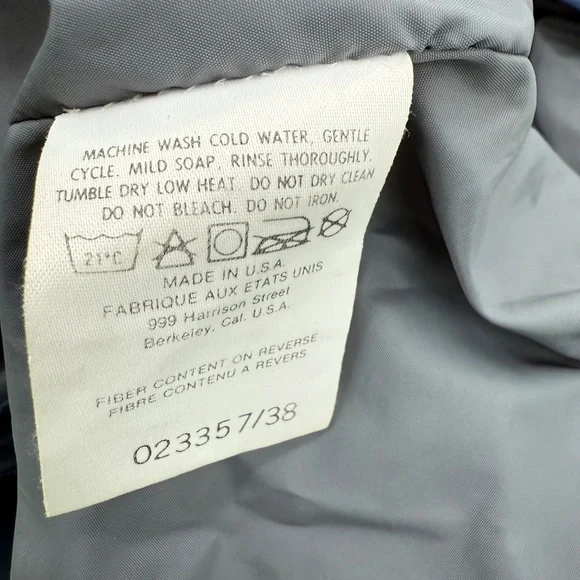 MACHINE WASH COLD WATER, GENTLE
CYCLE. MILD SOAP. RINSE THOROUGHLY.
TUMBLE DRY LOW HEAT. DO NOT DRY CLEAN
DO NOT BLEACH. DO NOT IRON.
21°C
MADE IN U.S.A.
FABRIQUE AUX ETATS UNIS
999 Harrison Street
Berkeley, Cal. U.S.A.
FIBER CONTENT ON REVERSE
FIBRE CONTENU A REVERS
023357/38